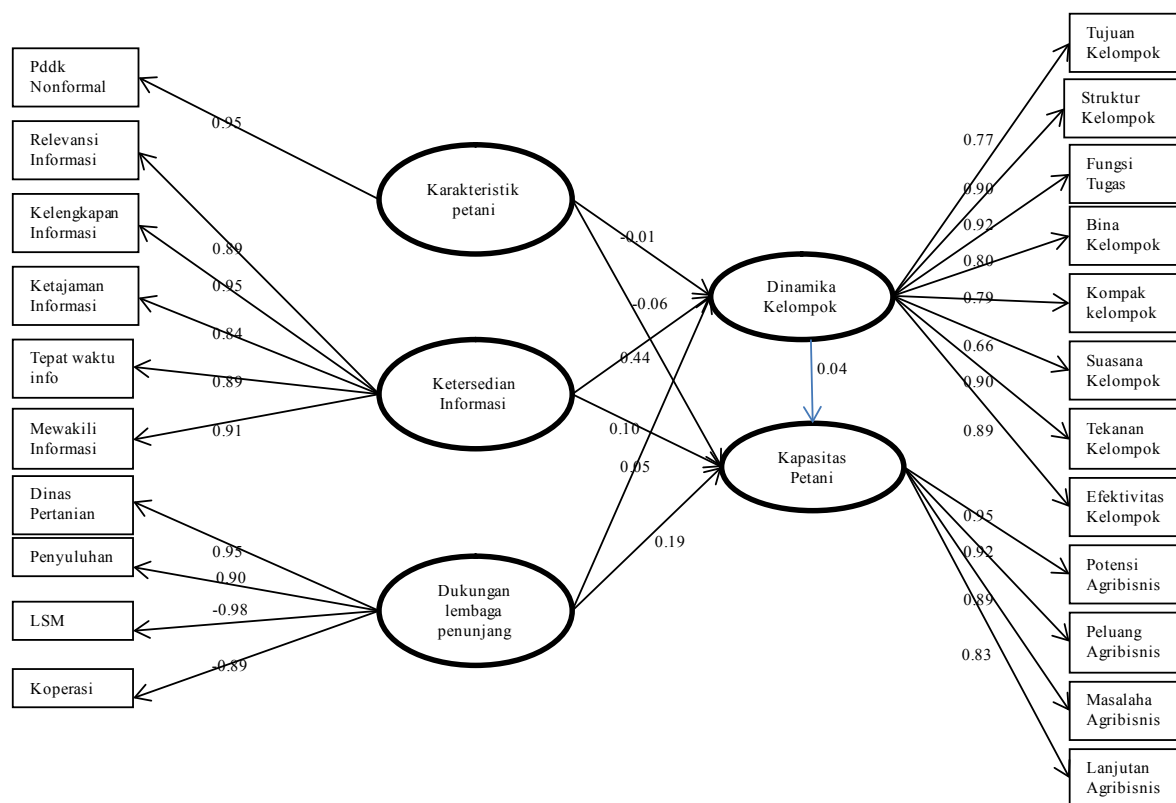 Pddk
Nonformal
Relevansi
Informasi
Kelengkapan
Informasi
Ketajaman
Informasi
Tepat waktu
info
Mewakili
Informasi
Dinas
Pertanian
Penyuluhan
LSM
Koperasi
0.95
0.89
0.95
0.84
0.89
0.91
0.95
0.90
-0.98
-0.89
Karakteristik
petani
Ketersedian
Informasi
Dukungan
lembaga
penunjang
-0.01
-0.06
0.44
0.10
0.05
0.19
Dinamika
Kelompok
0.04
Kapasitas
Petani
0.77
0.90
0.92
0.80
0.79
0.66
0.90
0.89
0.95
0.92
0.89
0.83
Tujuan
Kelompok
Struktur
Kelompok
Fungsi
Tugas
Bina
Kelompok
Kompak
kelompok
Suasana
Kelompok
Tekanan
Kelompok
Efektivitas
Kelompok
Potensi
Agribisnis
Peluang
Agribisnis
Masalaha
Agribisnis
Lanjutan
Agribisnis